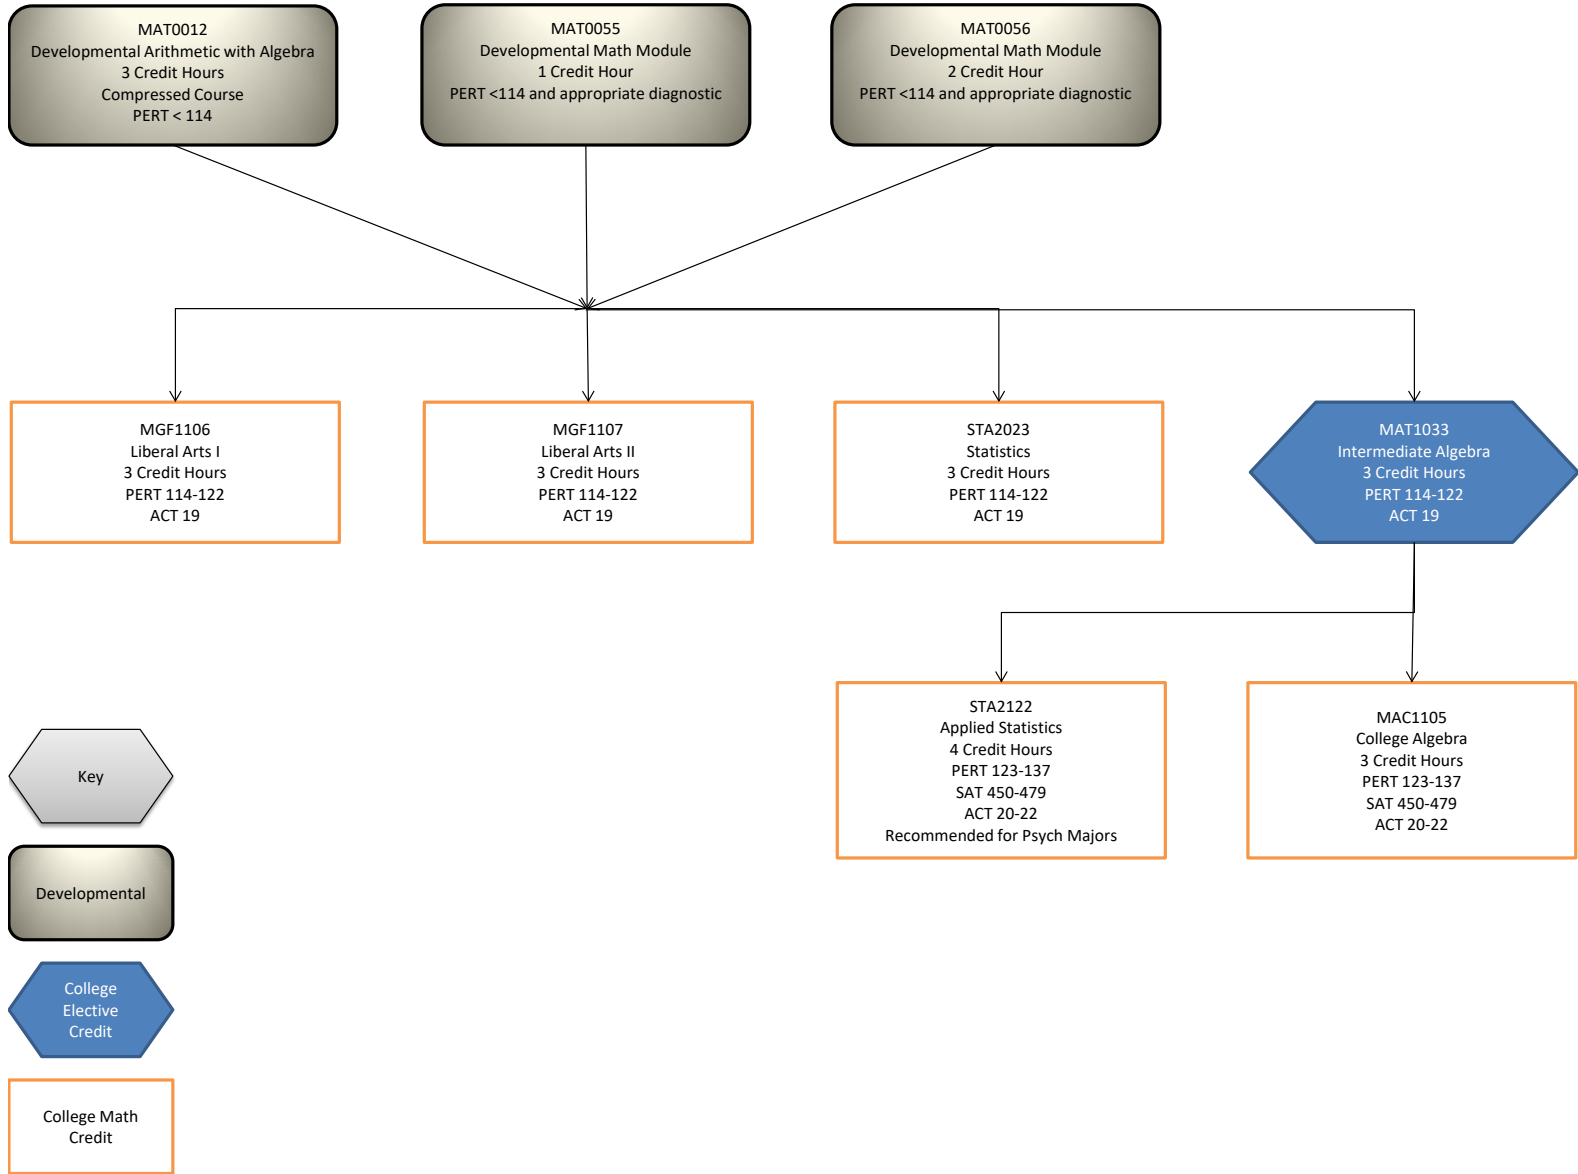 MAT0012
Developmental Arithmetic with Algebra
3 Credit Hours
Compressed Course
PERT < 114
MAT0055
Developmental Math Module
1 Credit Hour
PERT <114 and appropriate diagnostic
MAT0056
Developmental Math Module
2 Credit Hour
PERT <114 and appropriate diagnostic
MGF1106
Liberal Arts I
3 Credit Hours
PERT 114-122
ACT 19
MGF1107
Liberal Arts II
3 Credit Hours
PERT 114-122
ACT 19
STA2023
Statistics
3 Credit Hours
PERT 114-122
ACT 19
MAT1033
Intermediate Algebra
3 Credit Hours
PERT 114-122
ACT 19
STA2122
Applied Statistics
4 Credit Hours
PERT 123-137
SAT 450-479
ACT 20-22
Recommended for Psych Majors
MAC1105
College Algebra
3 Credit Hours
PERT 123-137
SAT 450-479
ACT 20-22
Key
Developmental
College
Elective
Credit
College Math
Credit